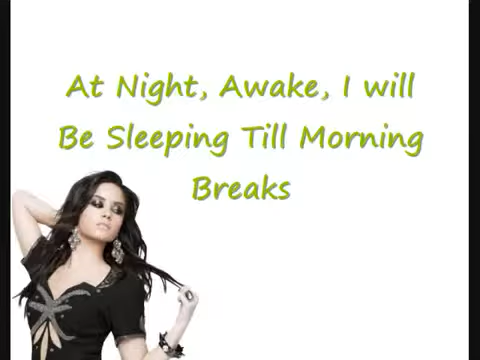 At Night, Awake, I will
Be Sleeping Till Morning
Breaks